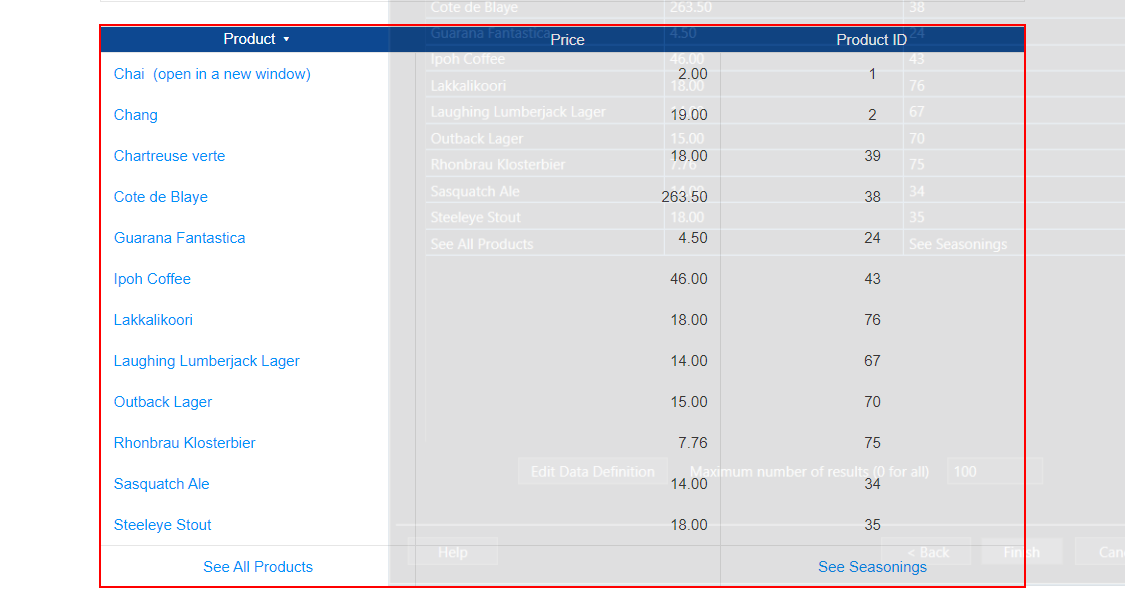 Cote de Blaye 263.50 38
Product ▾ Price Product ID
Guarana Fantastica 4.50 24
Ipoh Coffee 46.00 43
Chai (open in a new window) 2.00 1
Lakkalikoori 18.00 76
Laughing Lumberjack Lager 67
Chang 19.00 2
Outback Lager 15.00 70
Chartreuse verte 18.00 39
Rhonbrau Klosterbier 7.76 75
Sasquatch Ale 34
Cote de Blaye 263.50 38
Steeleye Stout 18.00 35
Guarana Fantastica 4.50 24
See All Products See Seasonings
Ipoh Coffee 46.00 43
Lakkalikoori 18.00 76
Laughing Lumberjack Lager 14.00 67
Outback Lager 15.00 70
Rhonbrau Klosterbier 7.76 75
Edit Data Definition Maximum number of results (0 for all) 100
Sasquatch Ale 14.00 34
Steeleye Stout 18.00 35
Help < Back Finish
See All Products See Seasonings